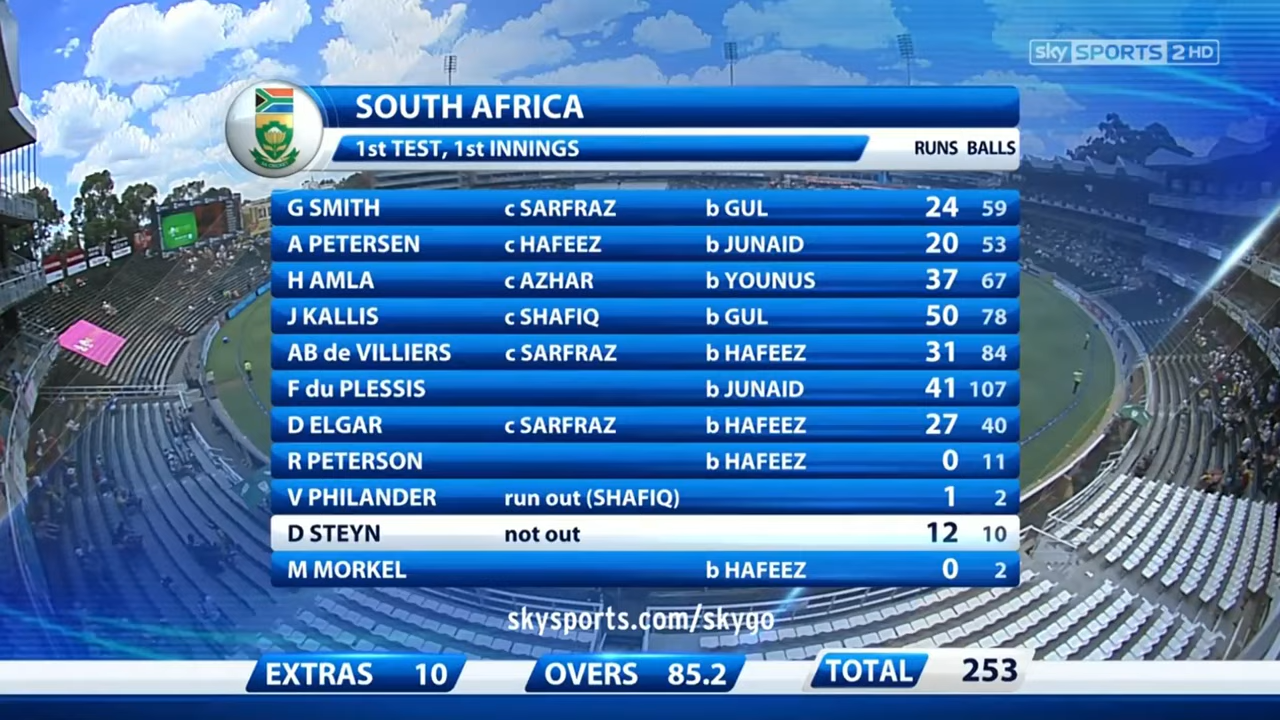 sky SPORTS 2 HD
SOUTH AFRICA
1st TEST, 1st INNINGS RUNS BALLS
G SMITH c SARFRAZ b GUL 24 59
A PETERSEN c HAFEEZ b JUNAID 20 53
H AMLA c AZHAR b YOUNUS 37 67
J KALLIS c SHAFIQ b GUL 50 78
AB de VILLIERS c SARFRAZ b HAFEEZ 31 84
F du PLESSIS b JUNAID 41 107
D ELGAR c SARFRAZ b HAFEEZ 27 40
R PETERSON b HAFEEZ 0 11
V PHILANDER run out (SHAFIQ) 1 2
D STEYN not out 12 10
M MORKEL b HAFEEZ 0 2
skysports.com/skygo
EXTRAS 10 OVERS 85.2 TOTAL 253